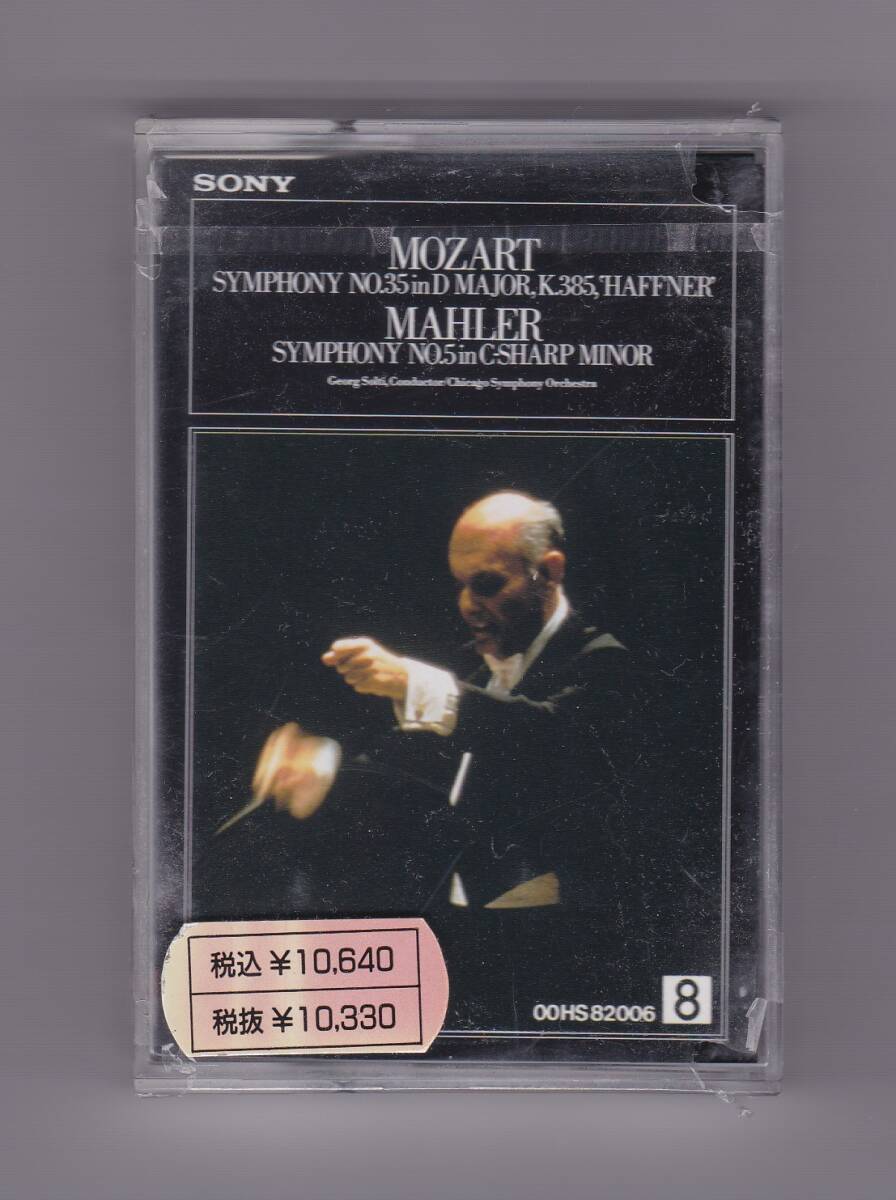 SONY
MOZART
SYMPHONY NO.35 in D MAJOR, K.385, "HAFFNER"
MAHLER
SYMPHONY NO.5 in C-SHARP MINOR
Georg Solti, Conductor/Chicago Symphony Orchestra
税込 ¥10,640
税抜 ¥10,330
00HS 82006 8